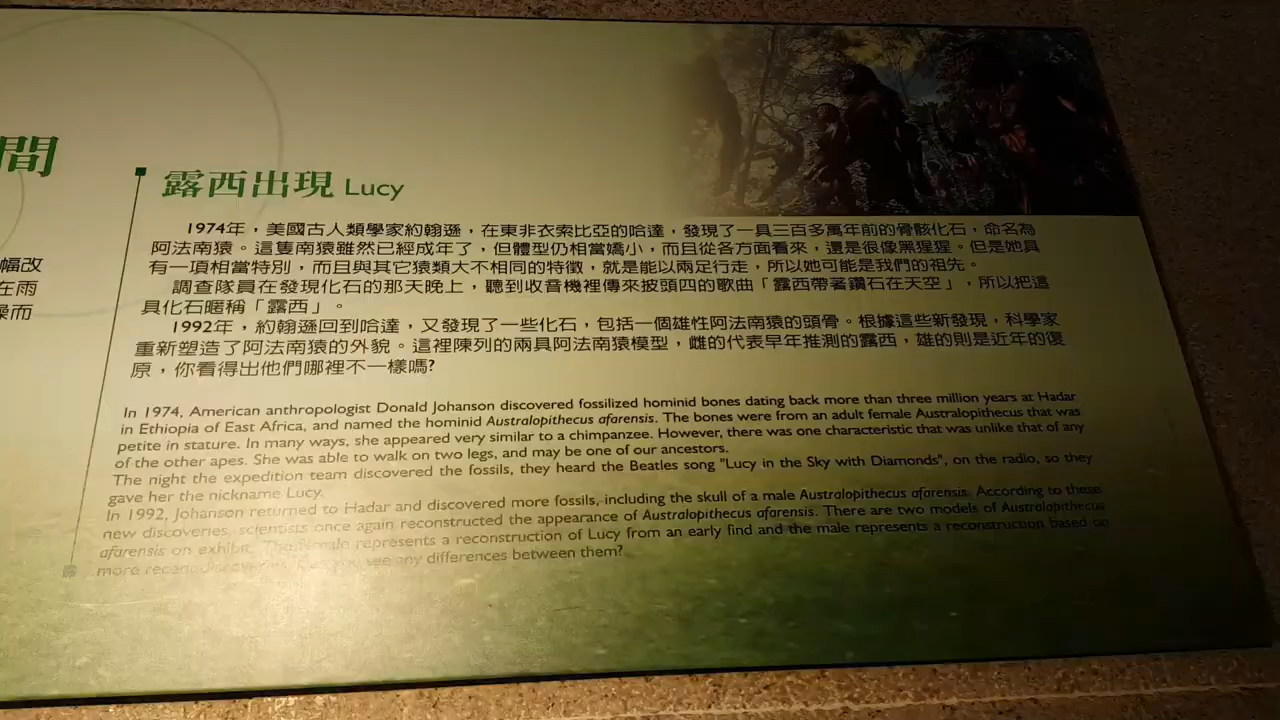 間
幅改
在雨
燥而
露西出現 Lucy
1974年，美國古人類學家約翰遜，在東非衣索比亞的哈達，發現了一具三百多萬年前的骨骸化石，命名為
阿法南猿。這隻南猿雖然已經成年了，但體型仍相當嬌小，而且從各方面看來，還是很像黑猩猩。但是她具
有一項相當特別，而且與其它猿類大不相同的特徵，就是能以兩足行走，所以她可能是我們的祖先。
調查隊員在發現化石的那天晚上，聽到收音機裡傳來披頭四的歌曲「露西帶著鑽石在天空」，所以把這
具化石暱稱「露西」。
1992年，約翰遜回到哈達，又發現了一些化石，包括一個雄性阿法南猿的頭骨。根據這些新發現，科學家
重新塑造了阿法南猿的外貌。這裡陳列的兩具阿法南猿模型，雌的代表早年推測的露西，雄的則是近年的復
原，你看得出他們哪裡不一樣嗎?
In 1974, American anthropologist Donald Johanson discovered fossilized hominid bones dating back more than three million years at Hadar
in Ethiopia of East Africa, and named the hominid Australopithecus afarensis. The bones were from an adult female Australopithecus that was
petite in stature. In many ways, she appeared very similar to a chimpanzee. However, there was one characteristic that was unlike that of any
of the other apes. She was able to walk on two legs, and may be one of our ancestors.
The night the expedition team discovered the fossils, they heard the Beatles song "Lucy in the Sky with Diamonds", on the radio, so they
gave her the nickname Lucy.
In 1992, Johanson returned to Hadar and discovered more fossils, including the skull of a male Australopithecus afarensis. According to these
new discoveries, scientists once again reconstructed the appearance of Australopithecus afarensis. There are two models of Australopithecus
afarensis on exhibit. The female represents a reconstruction of Lucy from an early find and the male represents a reconstruction based on
more recent discoveries. see any differences between them?